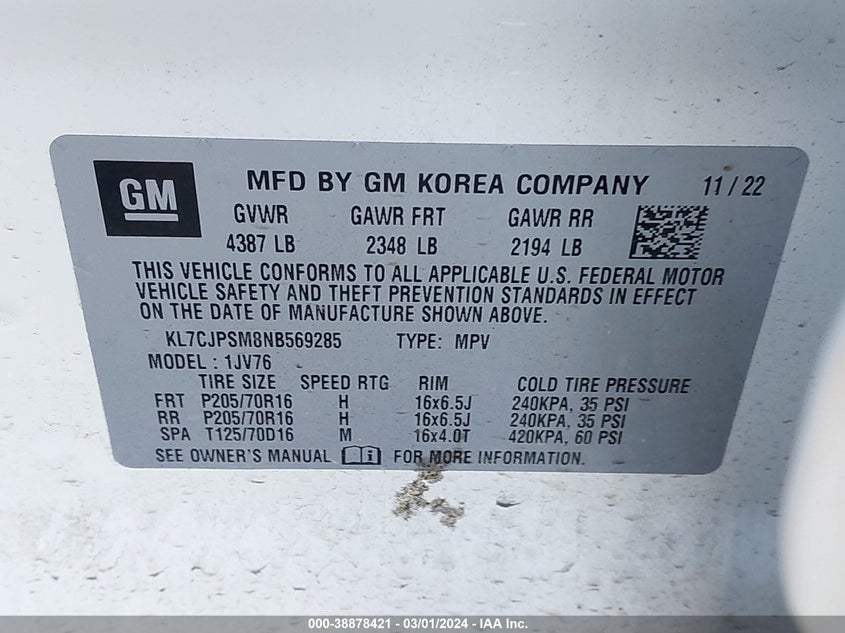 GM MFD BY GM KOREA COMPANY 11 / 22
GVWR GAWR FRT GAWR RR
4387 LB 2348 LB 2194 LB
THIS VEHICLE CONFORMS TO ALL APPLICABLE U.S. FEDERAL MOTOR
VEHICLE SAFETY AND THEFT PREVENTION STANDARDS IN EFFECT
ON THE DATE OF MANUFACTURE SHOWN ABOVE.
KL7CJPSM8NB569285 TYPE: MPV
MODEL : 1JV76
TIRE SIZE SPEED RTG RIM COLD TIRE PRESSURE
FRT P205/70R16 H 16x6.5J 240KPA, 35 PSI
RR P205/70R16 H 16x6.5J 240KPA, 35 PSI
SPA T125/70D16 M 16x4.0T 420KPA, 60 PSI
SEE OWNER'S MANUAL i FOR MORE INFORMATION.
000-38878421 - 03/01/2024 - IAA Inc.